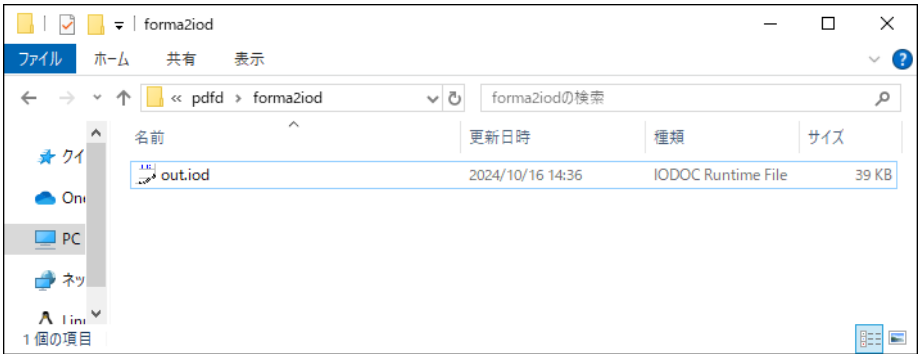 forma2iod
ファイル ホーム 共有 表示
« pdfd > forma2iod forma2iodの検索
名前 更新日時 種類 サイズ
クイ
out.iod 2024/10/16 14:36 IODOC Runtime File 39 KB
One
PC
ネッ
Linu
1 個の項目